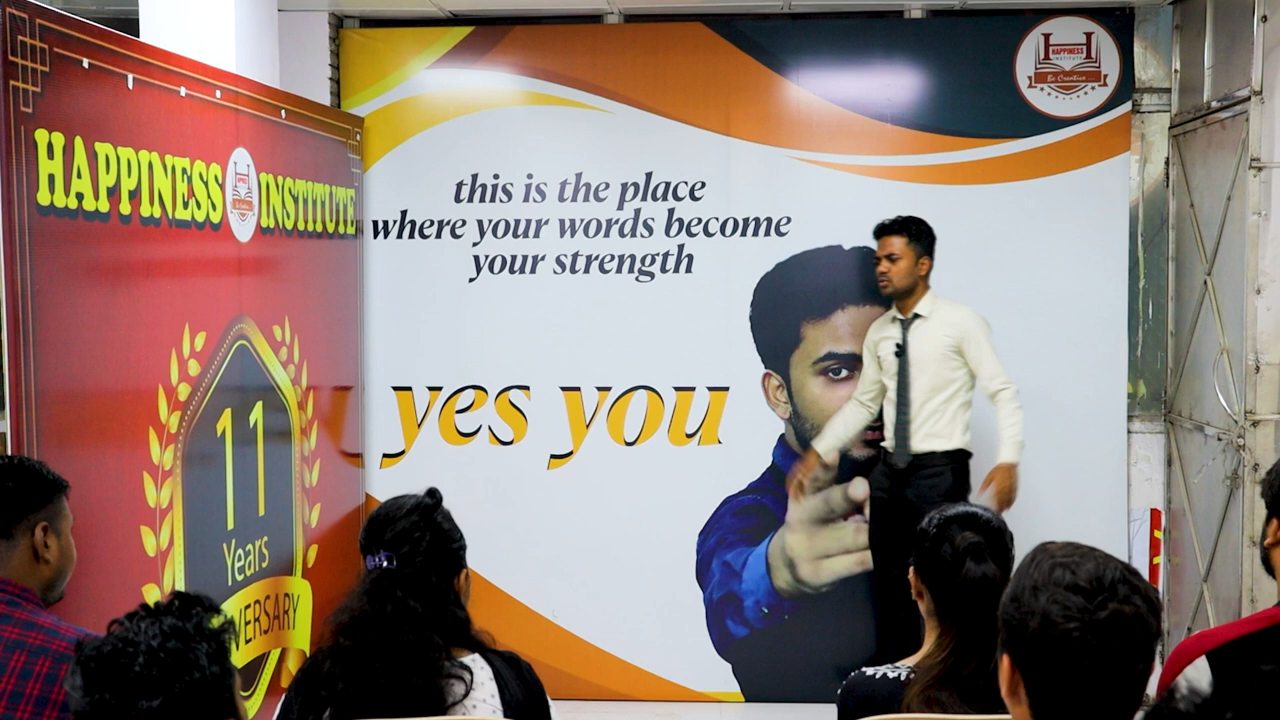 HAPPINESS INSTITUTE
11
Years
VERSARY
this is the place
where your words become
your strength
yes you
HAPPINESS
INSTITUTE
Be Creative ...